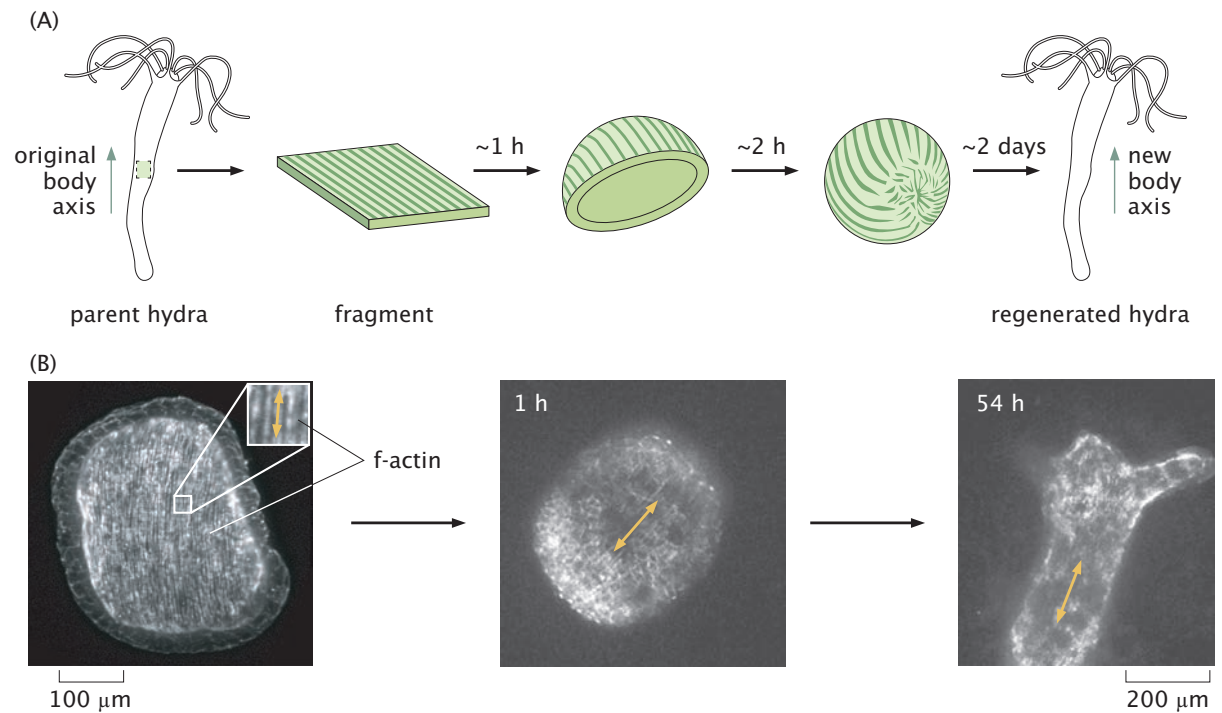 (A)
original
body
axis
~1 h
~2 h
~2 days
new
body
axis
parent hydra
fragment
regenerated hydra
(B)
f-actin
1 h
54 h
100 μm
200 μm